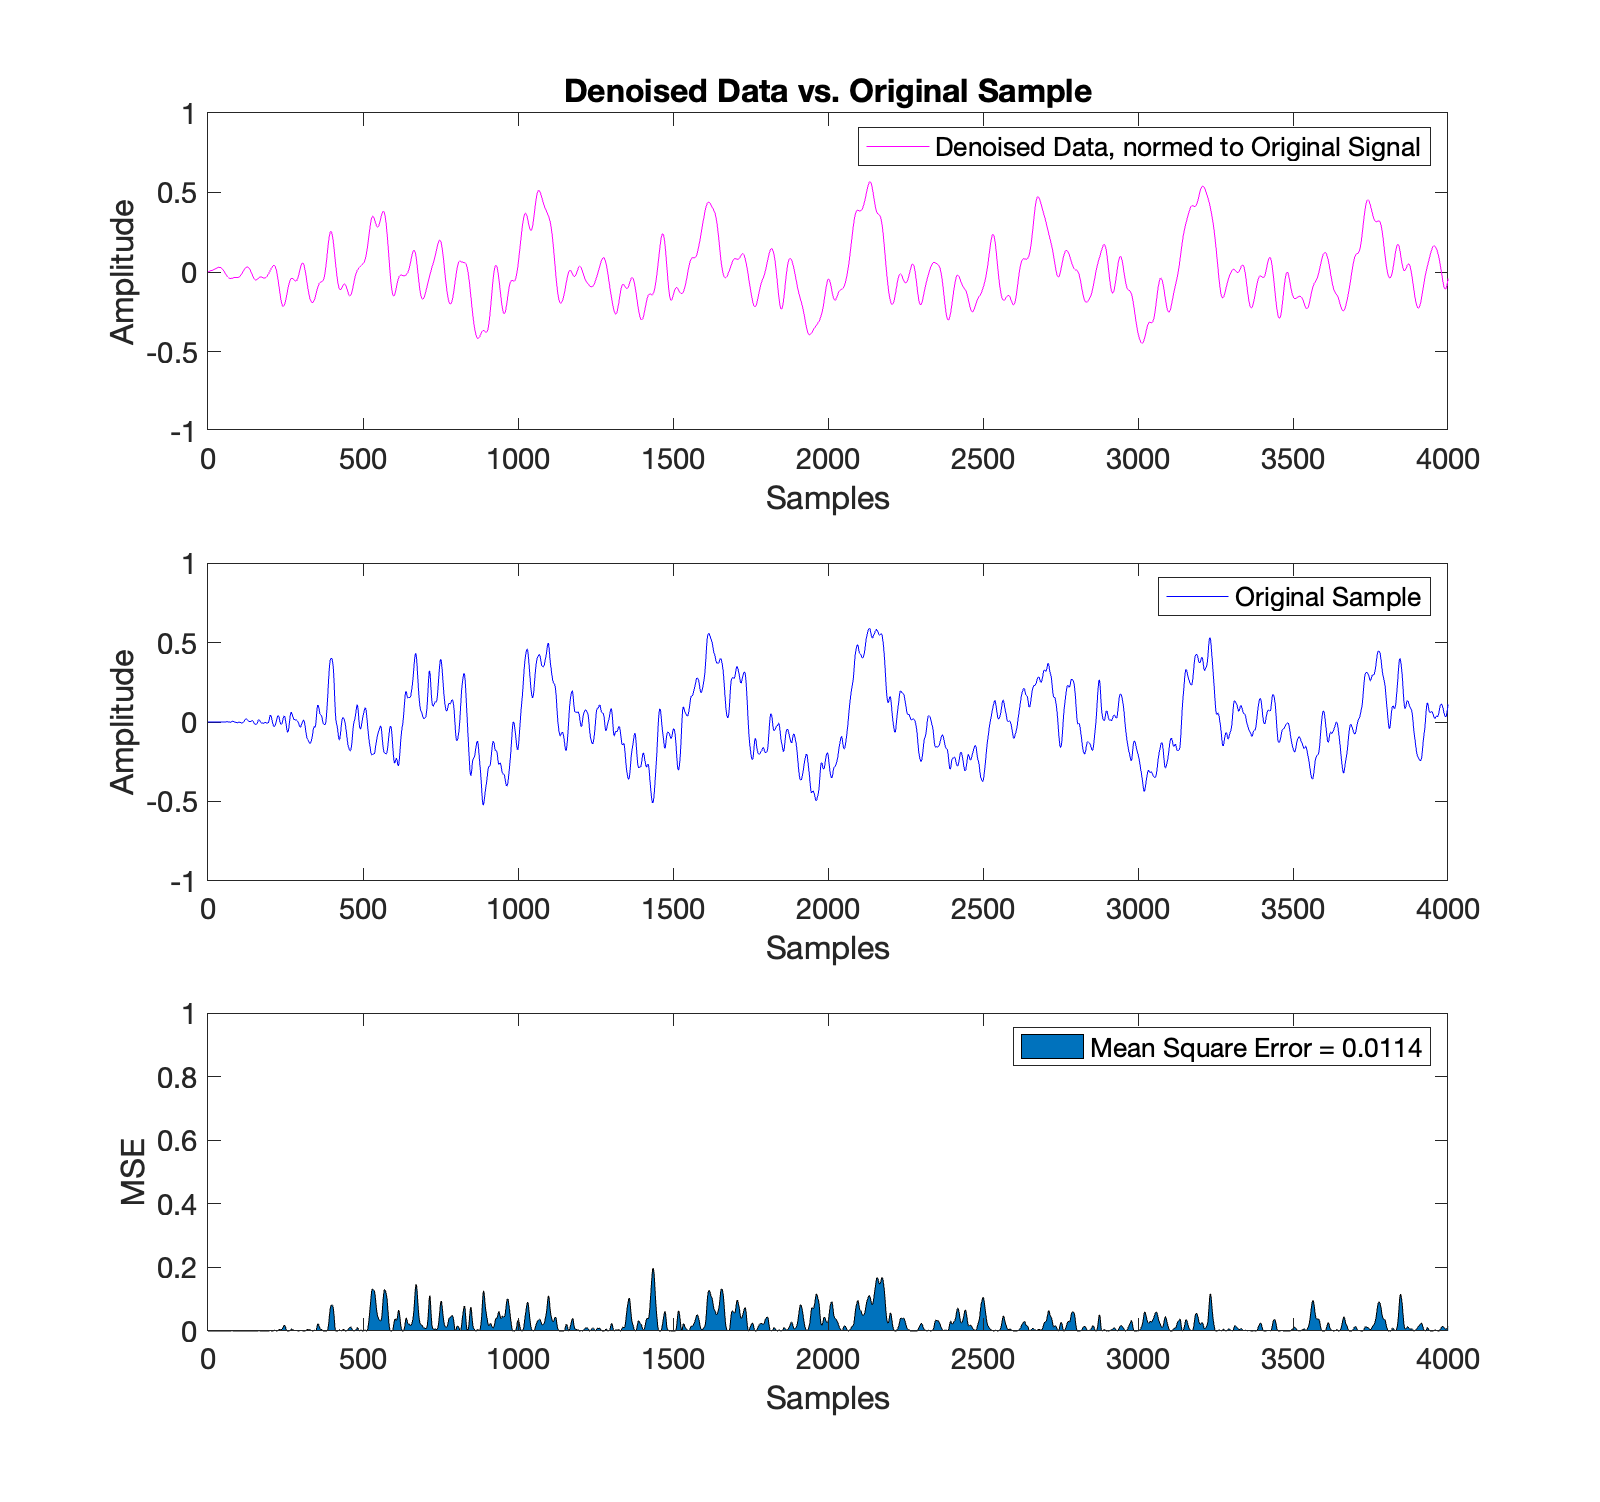 Denoised Data vs. Original Sample
1
0.5
0
-0.5
-1
Amplitude
Denoised Data, normed to Original Signal
0 500 1000 1500 2000 2500 3000 3500 4000
Samples
1
0.5
0
-0.5
-1
Amplitude
Original Sample
0 500 1000 1500 2000 2500 3000 3500 4000
Samples
1
0.8
0.6
0.4
0.2
0
MSE
Mean Square Error = 0.0114
0 500 1000 1500 2000 2500 3000 3500 4000
Samples